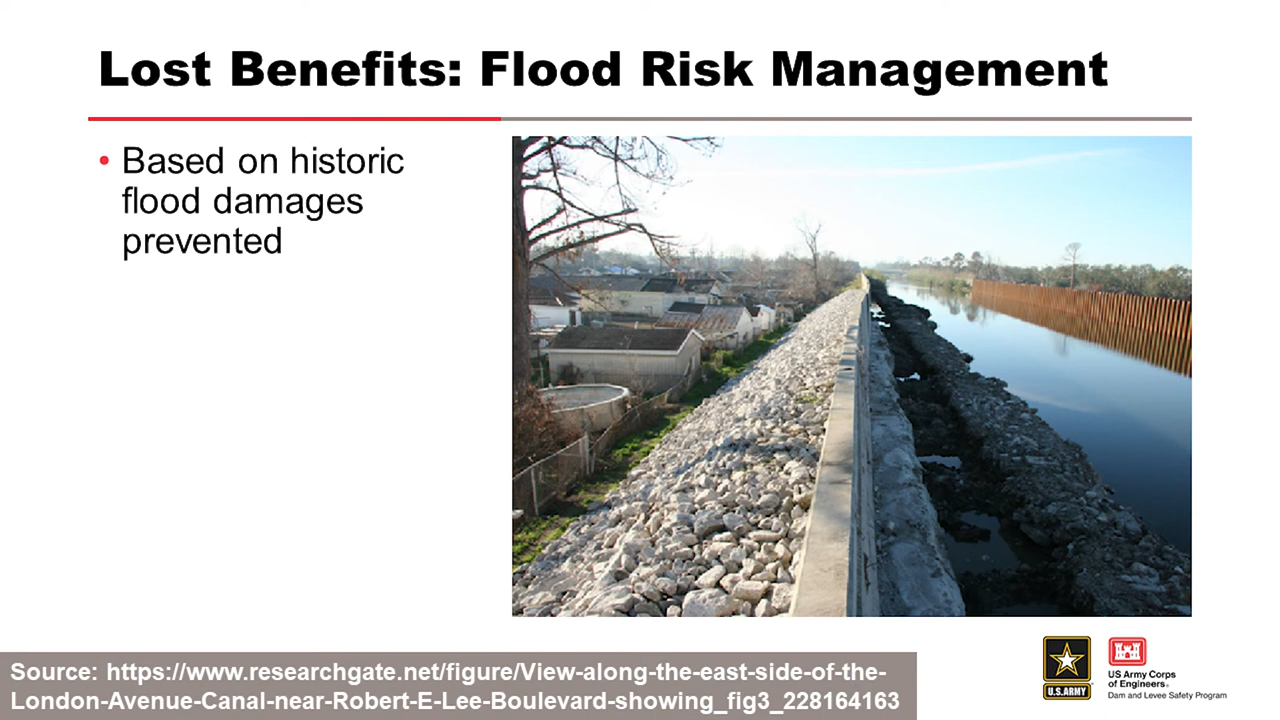 Lost Benefits: Flood Risk Management
• Based on historic
flood damages
prevented
Source: https://www.researchgate.net/figure/View-along-the-east-side-of-the-
London-Avenue-Canal-near-Robert-E-Lee-Boulevard-showing_fig3_228164163
U.S.ARMY
US Army Corps
of Engineers®
Dam and Levee Safety Program